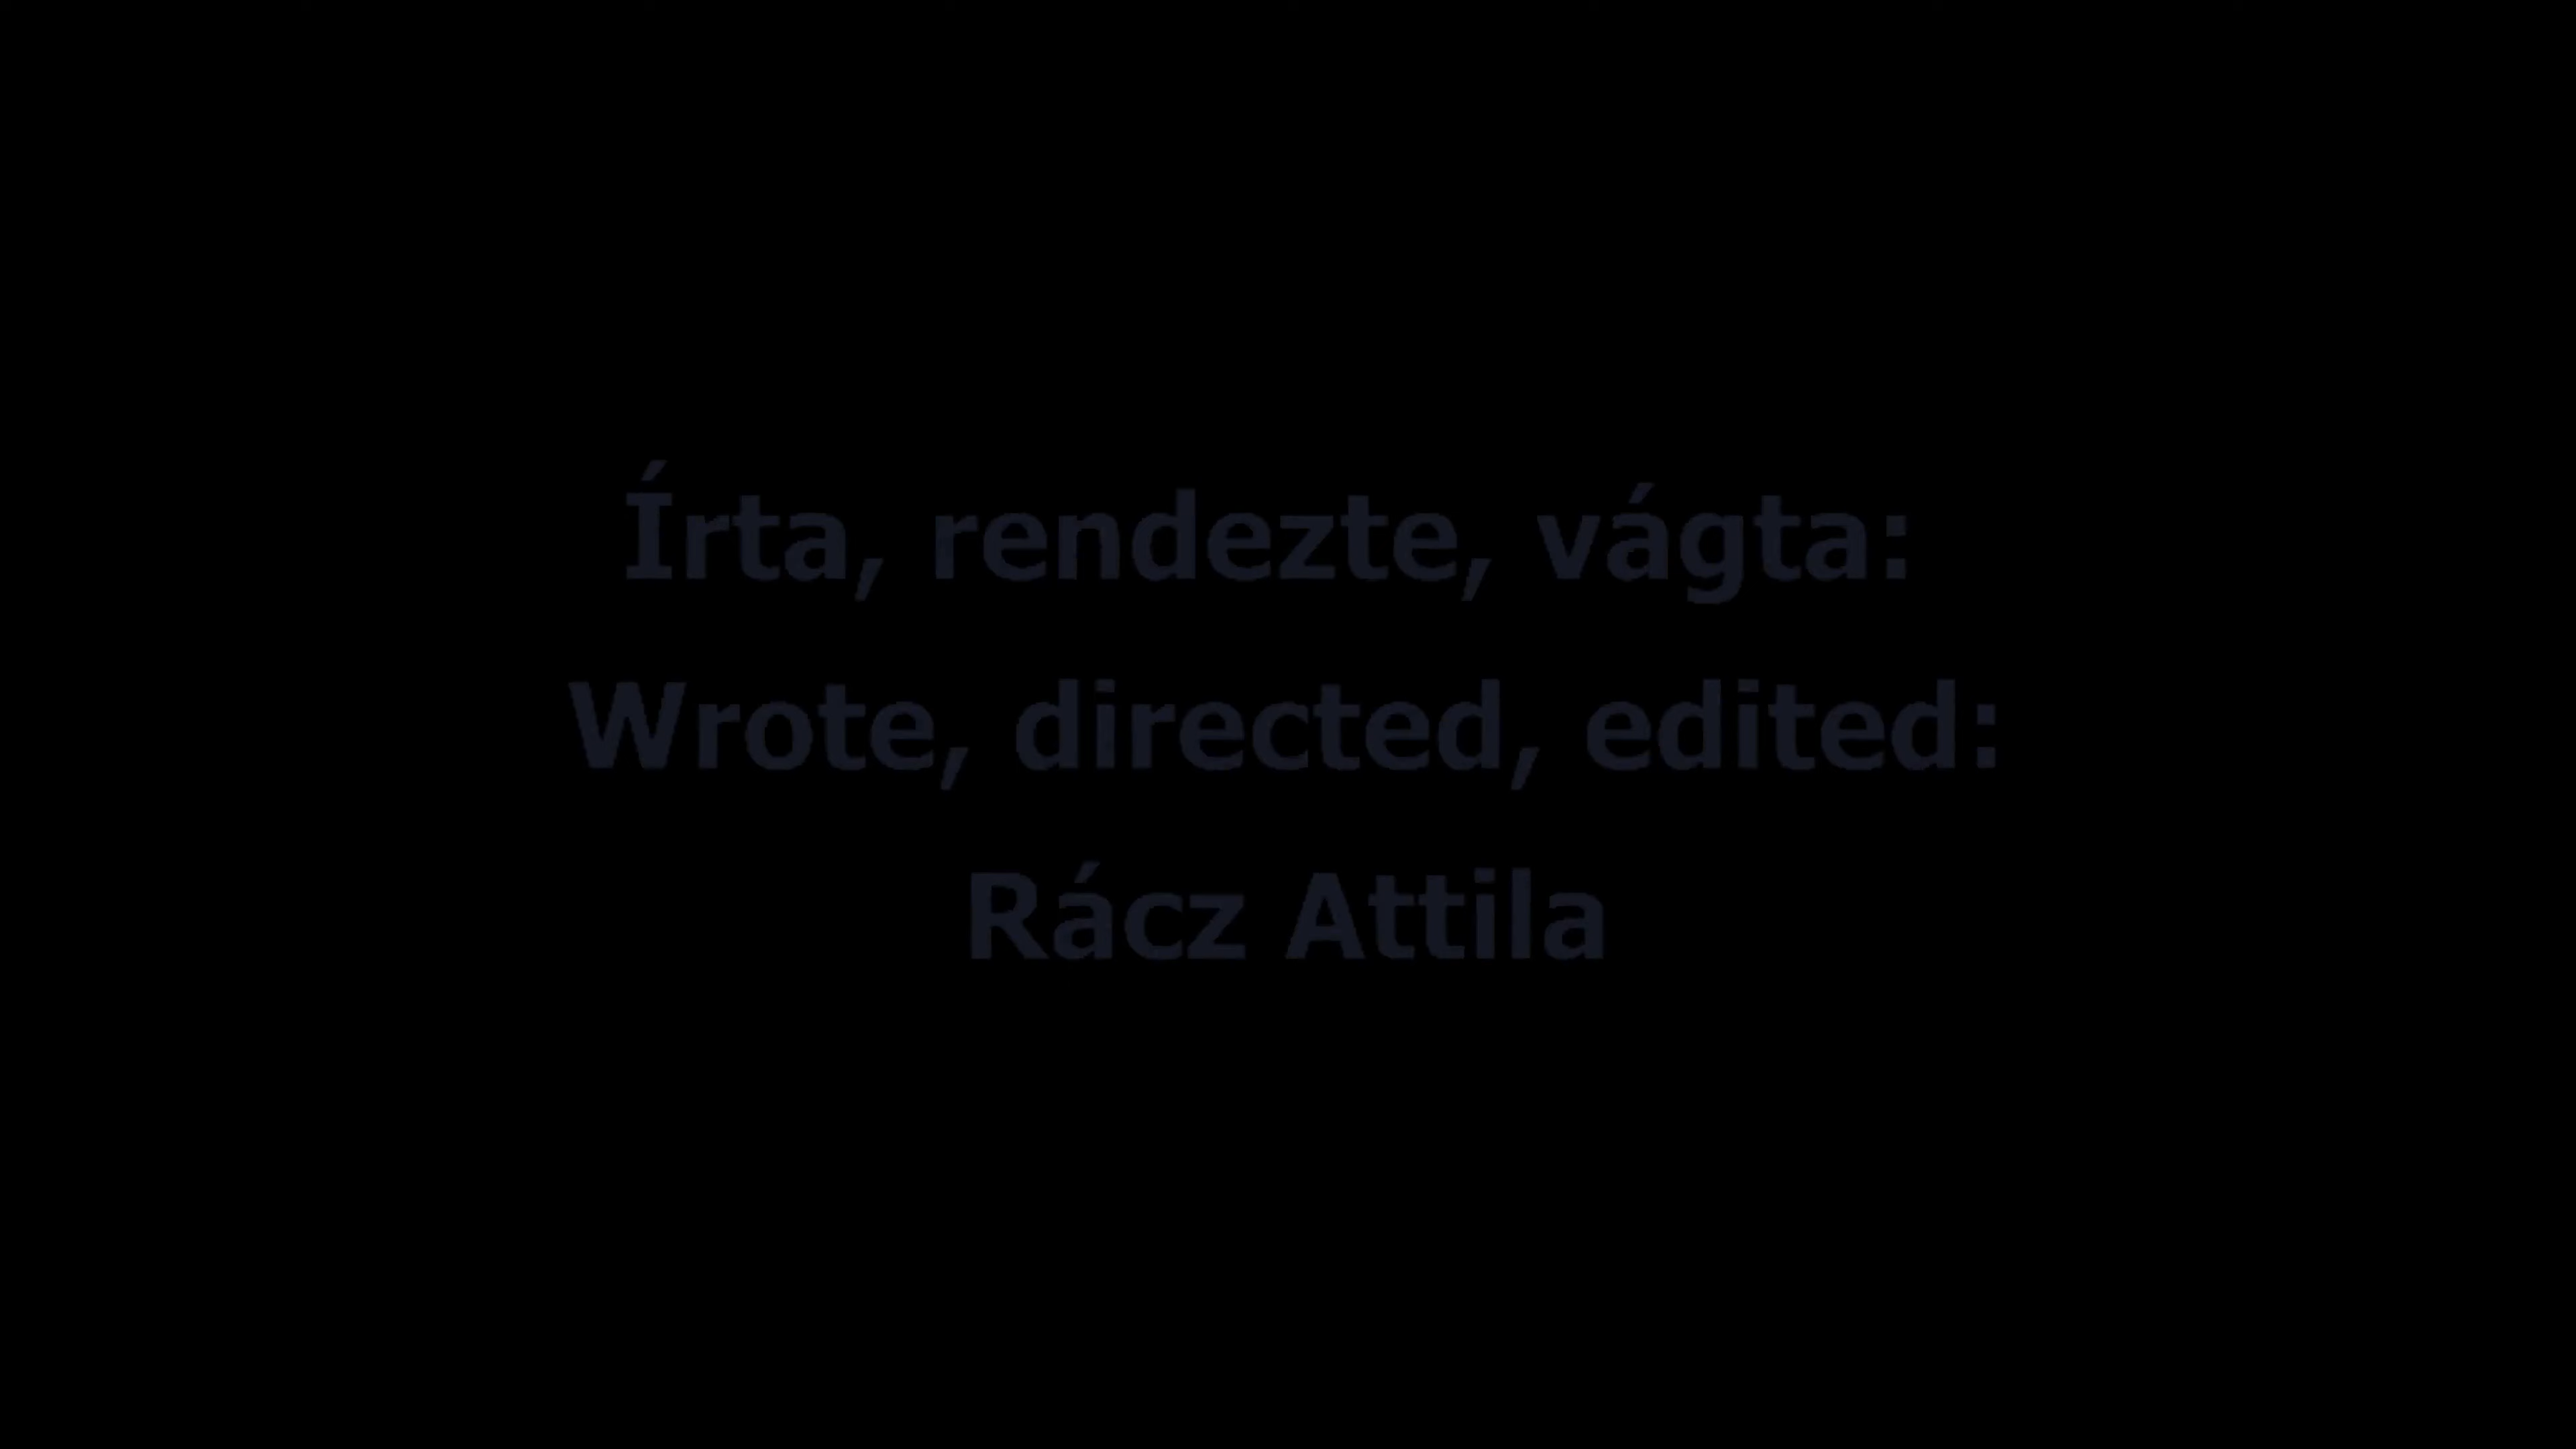 Írta, rendezte, vágta:
Wrote, directed, edited:
Rácz Attila